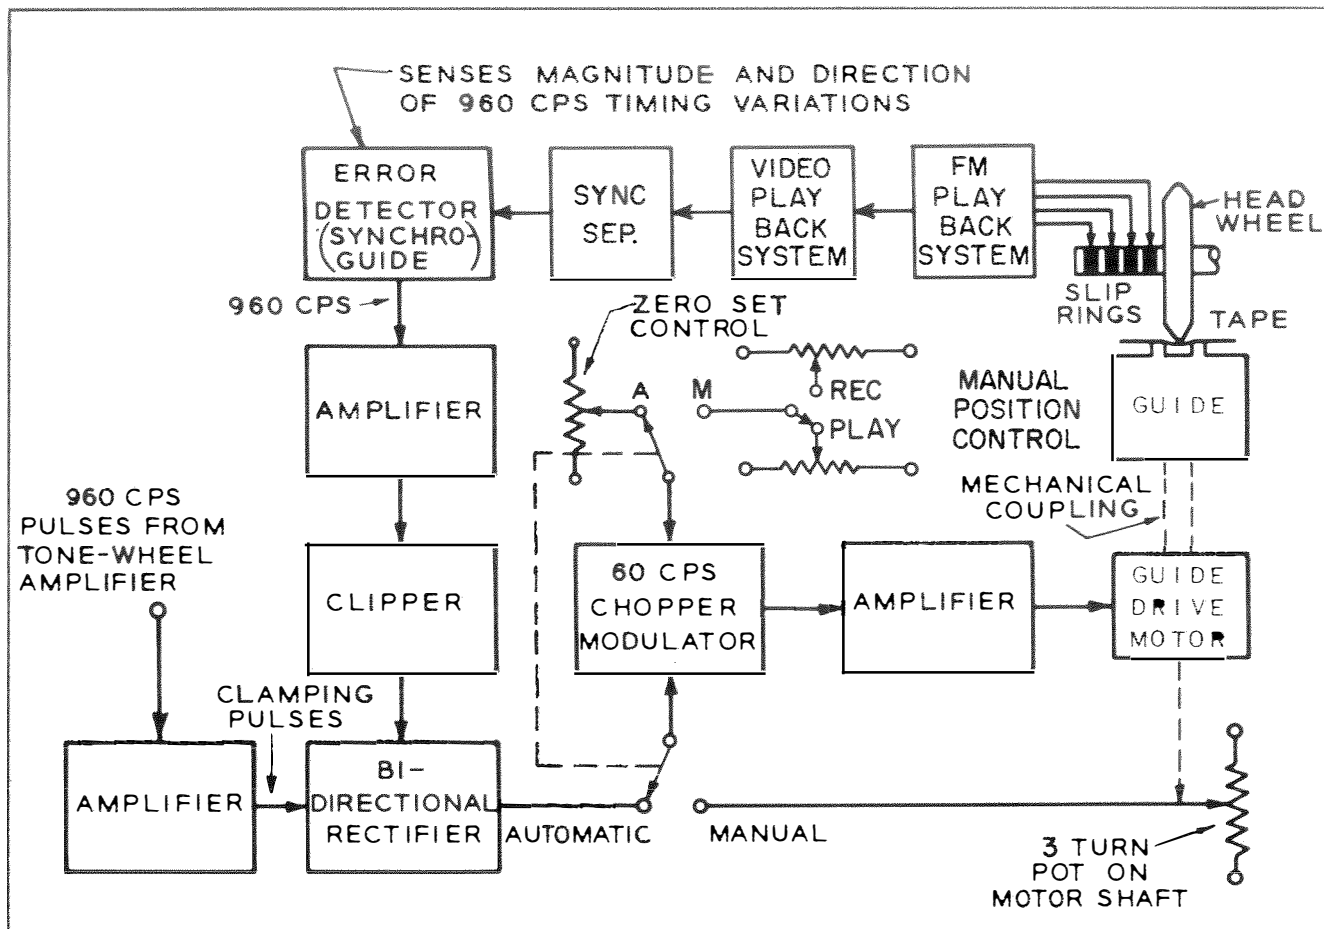 SENSES MAGNITUDE AND DIRECTION
OF 960 CPS TIMING VARIATIONS
ERROR
DETECTOR
(SYNCHRO-
GUIDE)
SYNC
SEP.
VIDEO
PLAY
BACK
SYSTEM
FM
PLAY
BACK
SYSTEM
HEAD
WHEEL
SLIP
RINGS
TAPE
960 CPS
ZERO SET
CONTROL
AMPLIFIER
A
M
REC
PLAY
MANUAL
POSITION
CONTROL
GUIDE
MECHANICAL
COUPLING
960 CPS
PULSES FROM
TONE-WHEEL
AMPLIFIER
CLIPPER
60 CPS
CHOPPER
MODULATOR
AMPLIFIER
GUIDE
DRIVE
MOTOR
CLAMPING
PULSES
AMPLIFIER
BI-
DIRECTIONAL
RECTIFIER
AUTOMATIC
MANUAL
3 TURN
POT ON
MOTOR SHAFT